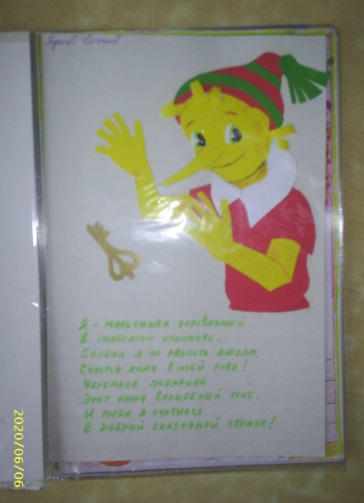 Я - мальчишка деревянный
В полосатом колпачке.
Создан я на радость людям,
Счастья ключ в моей руке!
Черепаха подарила
Этот ключ волшебный мне.
И тогда я очутился
В доброй сказочной стране!
2020/06/06